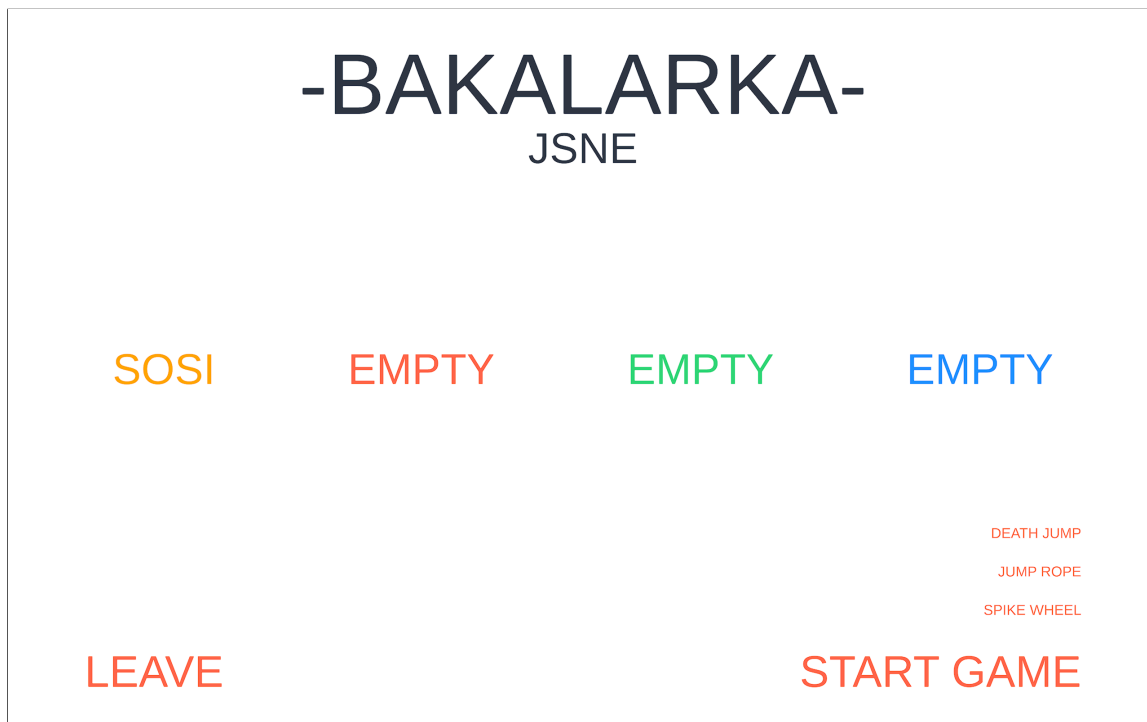 -BAKALARKA-
JSNE
SOSI EMPTY EMPTY EMPTY
DEATH JUMP
JUMP ROPE
SPIKE WHEEL
LEAVE START GAME